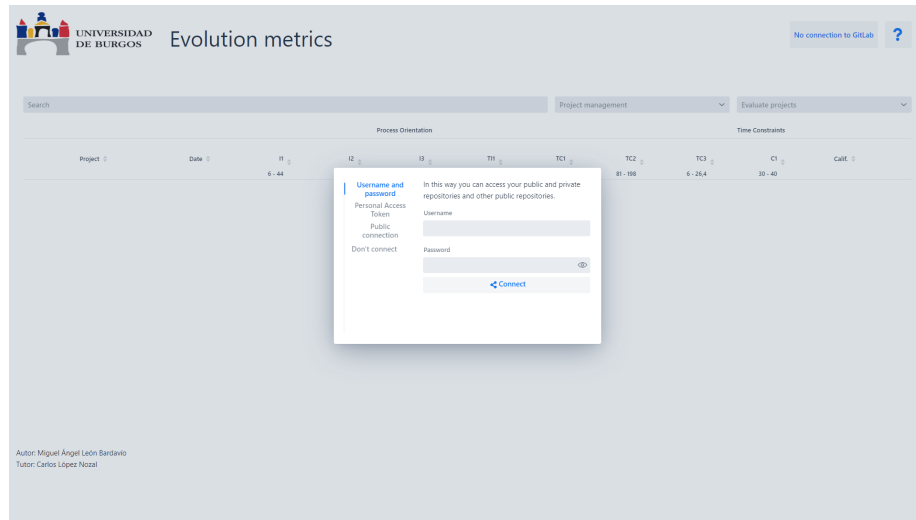 UNIVERSIDAD
DE BURGOS
Evolution metrics
No connection to GitLab
?
Search
Project management
Evaluate projects
Process Orientation
Time Constraints
Project
Date
I1
I2
I3
TI1
TC1
TC2
TC3
C1
Calif.
6 - 44
81 - 198
6 - 26,4
30 - 40
Username and
password
Personal Access
Token
Public
connection
Don't connect
In this way you can access your public and private
repositories and other public repositories.
Username
Password
Connect
Autor: Miguel Ángel León Bardavío
Tutor: Carlos López Nozal